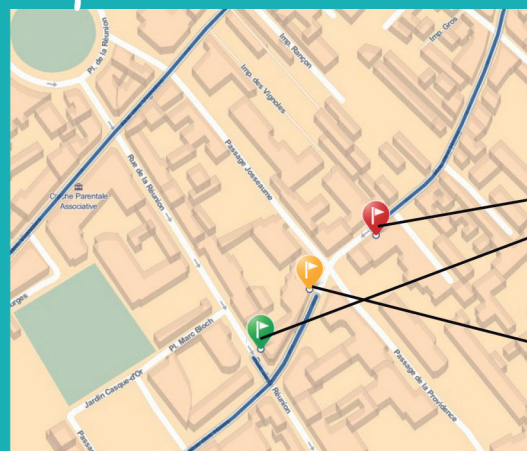 Pl. de la Réunion
Imp. Rançon
Imp. Gros
Imp. des Vignoles
Rue de la Réunion
Passage Josseaume
Crèche Parentale
Associative
Pl. Marc Bloch
Jardin Casque-d'Or
Réunion
Passage de la Providence